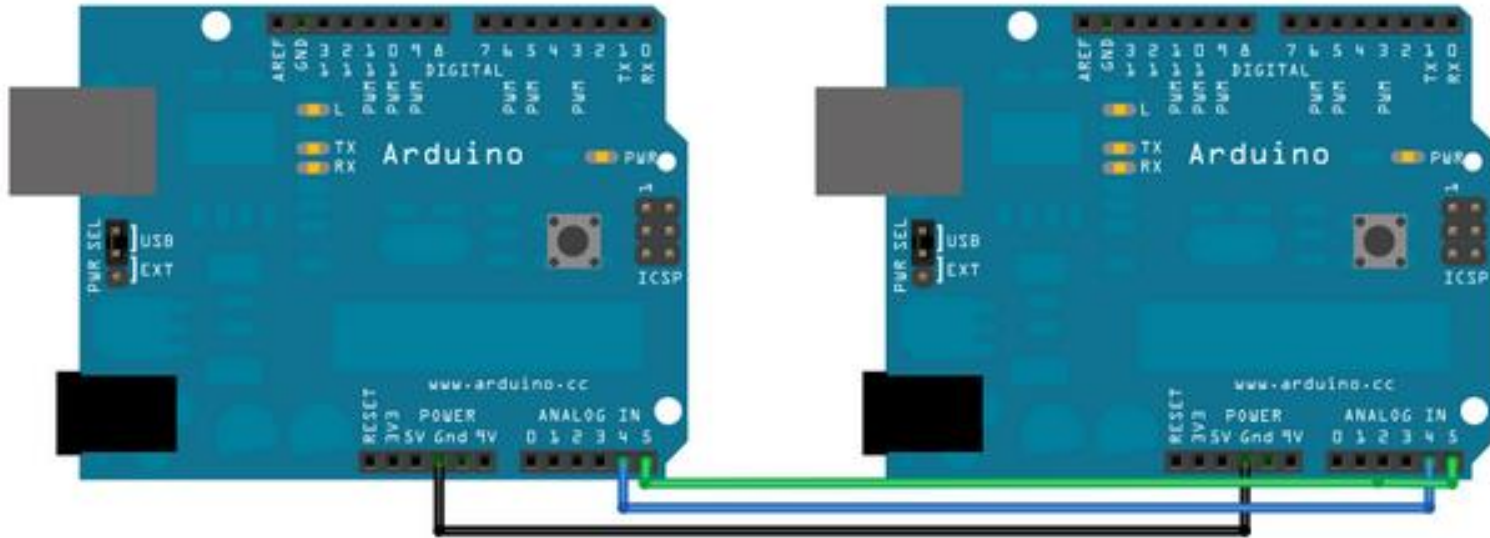 AREF GND 13 12 11 10 9 8 7 6 5 4 3 2 1 0
DIGITAL
PWM PWM PWM PWM PWM PWM TX RX
L
TX
RX
Arduino
PWR
1
PWR SEL
USB
EXT
ICSP
www.arduino.cc
POWER ANALOG IN
RESET 3V3 5V Gnd 9V 0 1 2 3 4 5
AREF GND 13 12 11 10 9 8 7 6 5 4 3 2 1 0
DIGITAL
PWM PWM PWM PWM PWM PWM TX RX
L
TX
RX
Arduino
PWR
1
PWR SEL
USB
EXT
ICSP
www.arduino.cc
POWER ANALOG IN
RESET 3V3 5V Gnd 9V 0 1 2 3 4 5